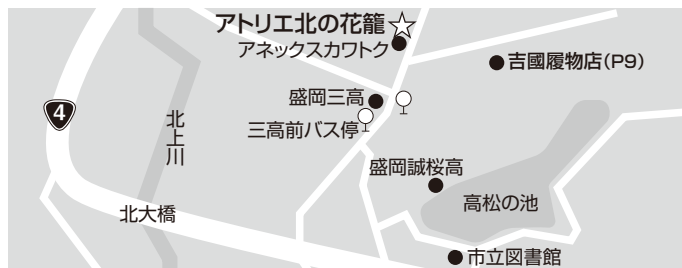 アトリエ北の花籠
アネックスカワトク
吉國履物店(P9)
4
盛岡三高
北上川
三高前バス停
盛岡誠桜高
高松の池
北大橋
市立図書館